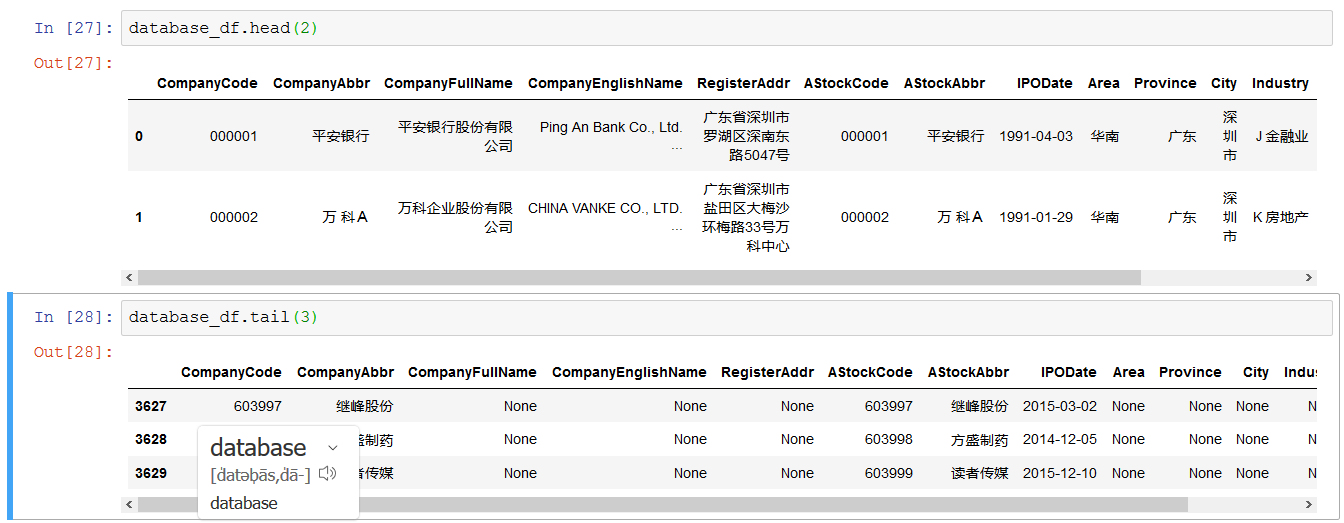 In [27]: database_df.head(2)
Out[27]:
CompanyCode CompanyAbbr CompanyFullName CompanyEnglishName RegisterAddr AStockCode AStockAbbr IPODate Area Province City Industry
0 000001 平安银行 平安银行股份有限公司 Ping An Bank Co., Ltd. ... 广东省深圳市罗湖区深南东路5047号 000001 平安银行 1991-04-03 华南 广东 深圳市 J 金融业
1 000002 万 科Ａ 万科企业股份有限公司 CHINA VANKE CO., LTD. ... 广东省深圳市盐田区大梅沙环梅路33号万科中心 000002 万 科Ａ 1991-01-29 华南 广东 深圳市 K 房地产
In [28]: database_df.tail(3)
Out[28]:
CompanyCode CompanyAbbr CompanyFullName CompanyEnglishName RegisterAddr AStockCode AStockAbbr IPODate Area Province City Indus
3627 603997 继峰股份 None None None 603997 继峰股份 2015-03-02 None None None N
3628 盛制药 None None None 603998 方盛制药 2014-12-05 None None None N
3629 者传媒 None None None 603999 读者传媒 2015-12-10 None None None N
database
database